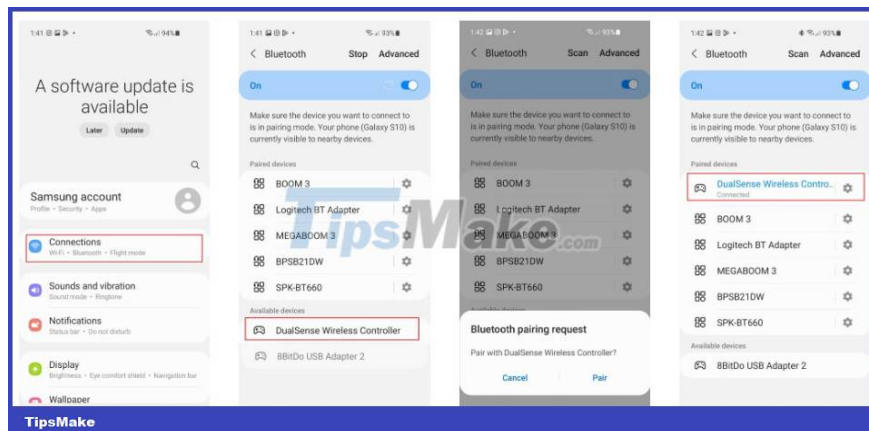 1:41
94%
A software update is
available
Later
Update
Samsung account
Profile • Security • Apps
Connections
Wi-Fi • Bluetooth • Flight mode
Sounds and vibration
Sound mode • Ringtone
Notifications
Status bar • Do not disturb
Display
Brightness • Eye comfort shield • Navigation bar
Wallpaper
1:41
93%
Bluetooth
Stop
Advanced
On
Make sure the device you want to connect to
is in pairing mode. Your phone (Galaxy S10) is
currently visible to nearby devices.
Paired devices
BOOM 3
Logitech BT Adapter
MEGABOOM 3
BPSB21DW
SPK-BT660
Available devices
DualSense Wireless Controller
8BitDo USB Adapter 2
1:42
93%
Bluetooth
Scan
Advanced
On
Make sure the device you want to connect to
is in pairing mode. Your phone (Galaxy S10) is
currently visible to nearby devices.
Paired devices
BOOM 3
Logitech BT Adapter
MEGABOOM 3
BPSB21DW
SPK-BT660
Available devices
Bluetooth pairing request
Pair with DualSense Wireless Controller?
Cancel
Pair
1:42
93%
Bluetooth
Scan
Advanced
On
Make sure the device you want to connect to
is in pairing mode. Your phone (Galaxy S10) is
currently visible to nearby devices.
Paired devices
DualSense Wireless Contro..
Connected
BOOM 3
Logitech BT Adapter
MEGABOOM 3
BPSB21DW
SPK-BT660
Available devices
8BitDo USB Adapter 2
TipsMake.com
TipsMake